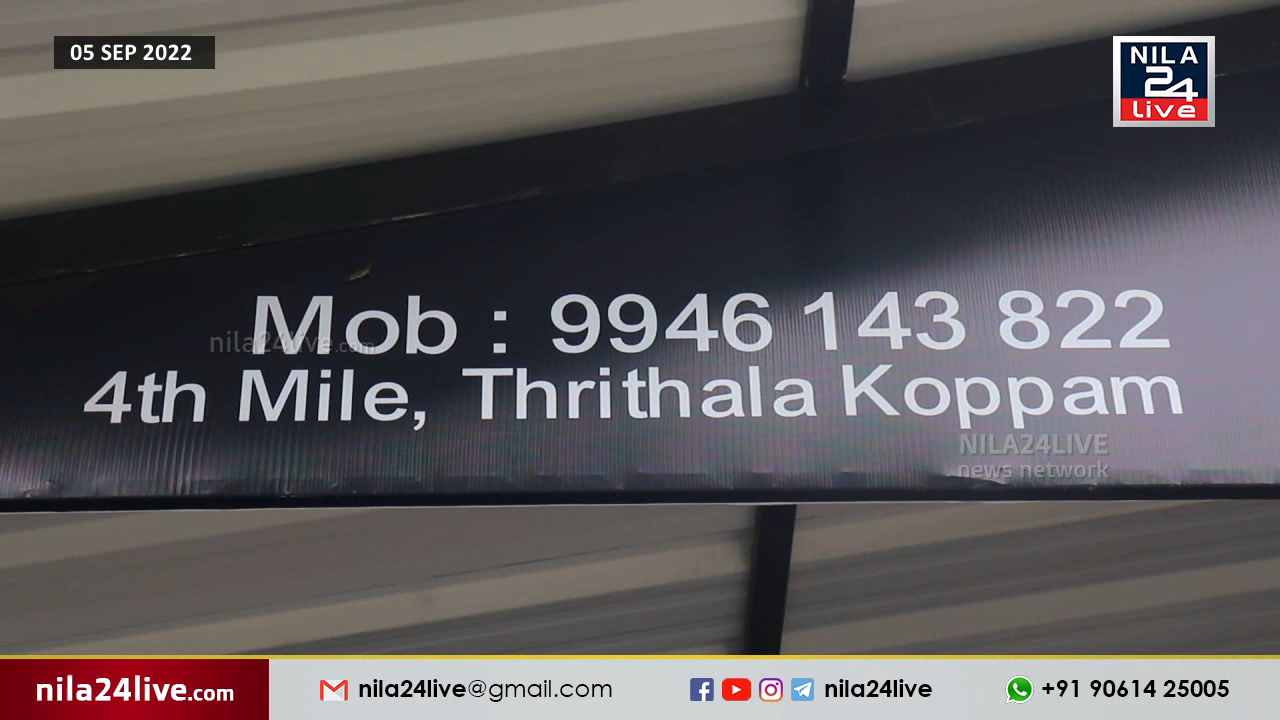 05 SEP 2022
NILA
24
live
Mob : 9946 143 822
nila24live.com
4th Mile, Thrithala Koppam
NILA24LIVE
news network
nila24live.com
nila24live@gmail.com
nila24live
+91 90614 25005